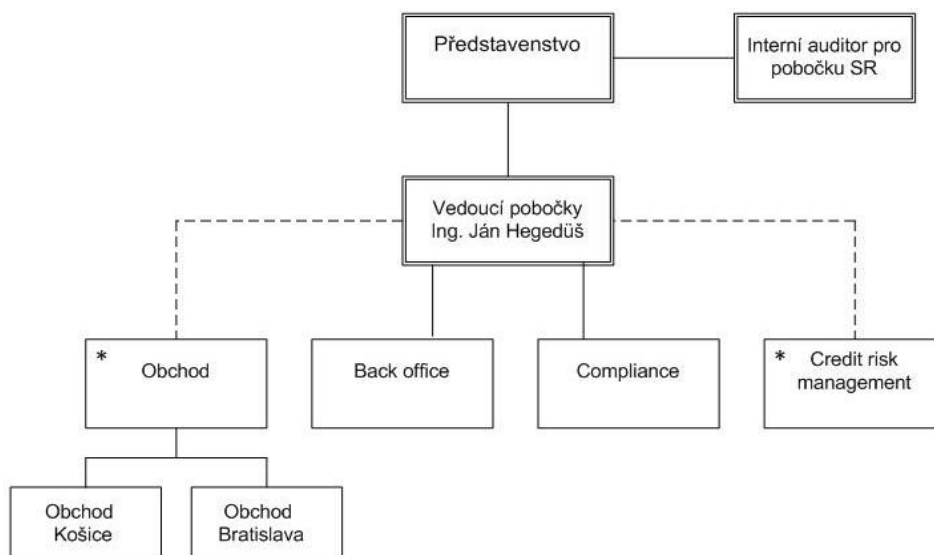 Představenstvo
Interní auditor pro
pobočku SR
Vedoucí pobočky
Ing. Ján Hegedüš
* Obchod
Back office
Compliance
* Credit risk
management
Obchod
Košice
Obchod
Bratislava